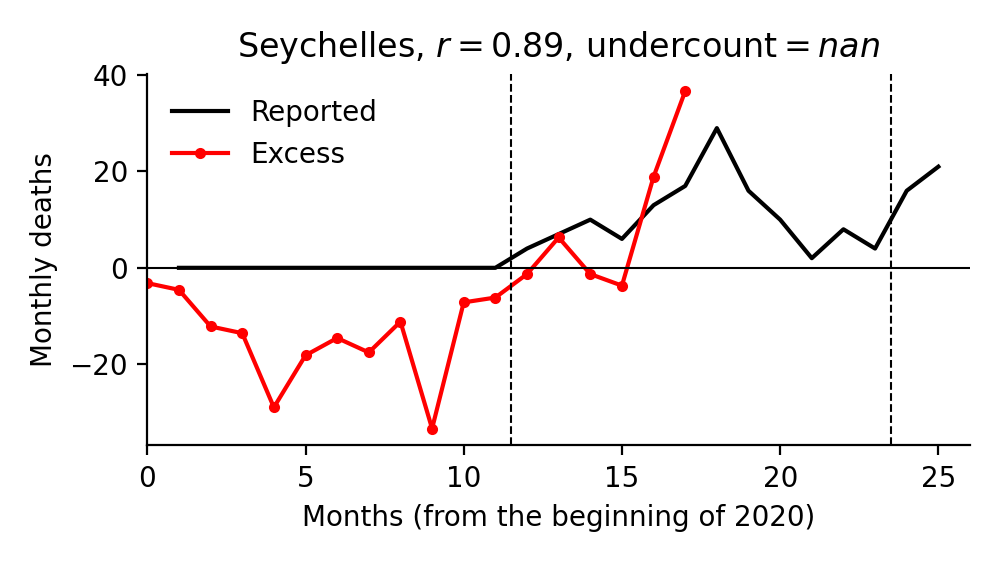 Seychelles, r = 0.89, undercount = nan
40
Reported
Excess
20
0
−20
Monthly deaths
0 5 10 15 20 25
Months (from the beginning of 2020)